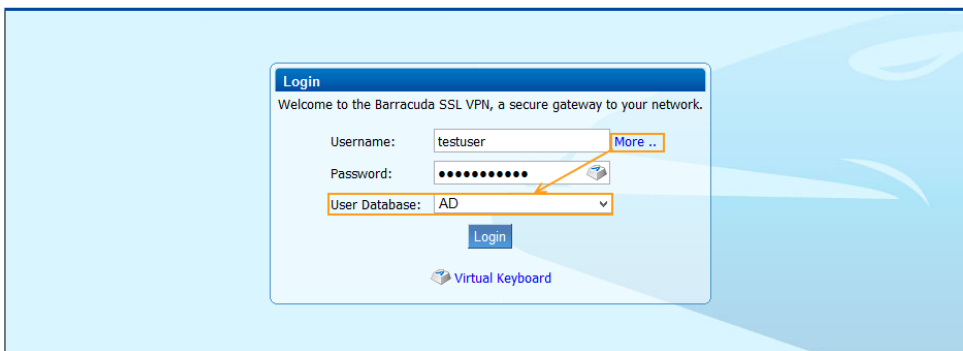 Login
Welcome to the Barracuda SSL VPN, a secure gateway to your network.
Username: testuser More ..
Password: •••••••••••
User Database: AD
Login
Virtual Keyboard